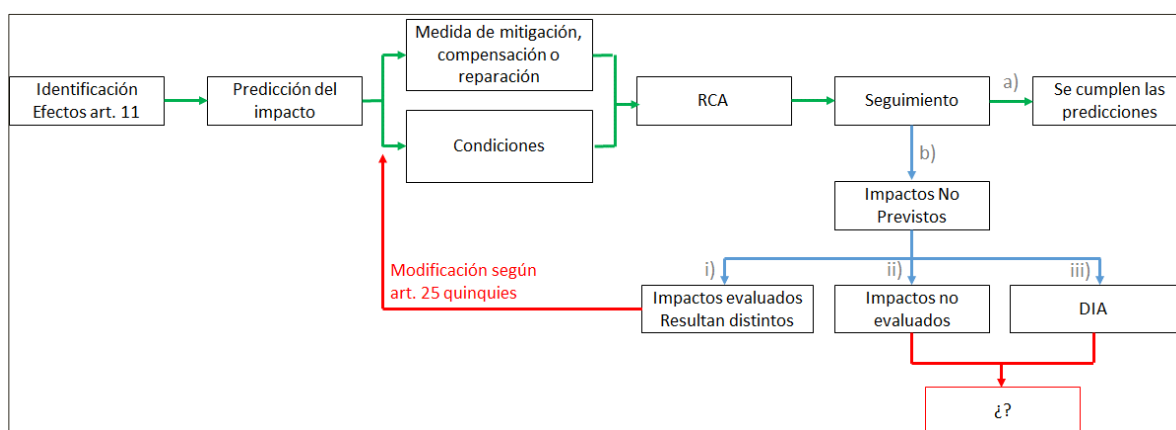 Identificación
Efectos art. 11
Predicción del
impacto
Medida de mitigación,
compensación o
reparación
Condiciones
RCA
Seguimiento
a)
Se cumplen las
predicciones
b)
Impactos No
Previstos
i)
ii)
iii)
Modificación según
art. 25 quinquies
Impactos evaluados
Resultan distintos
Impactos no
evaluados
DIA
¿?